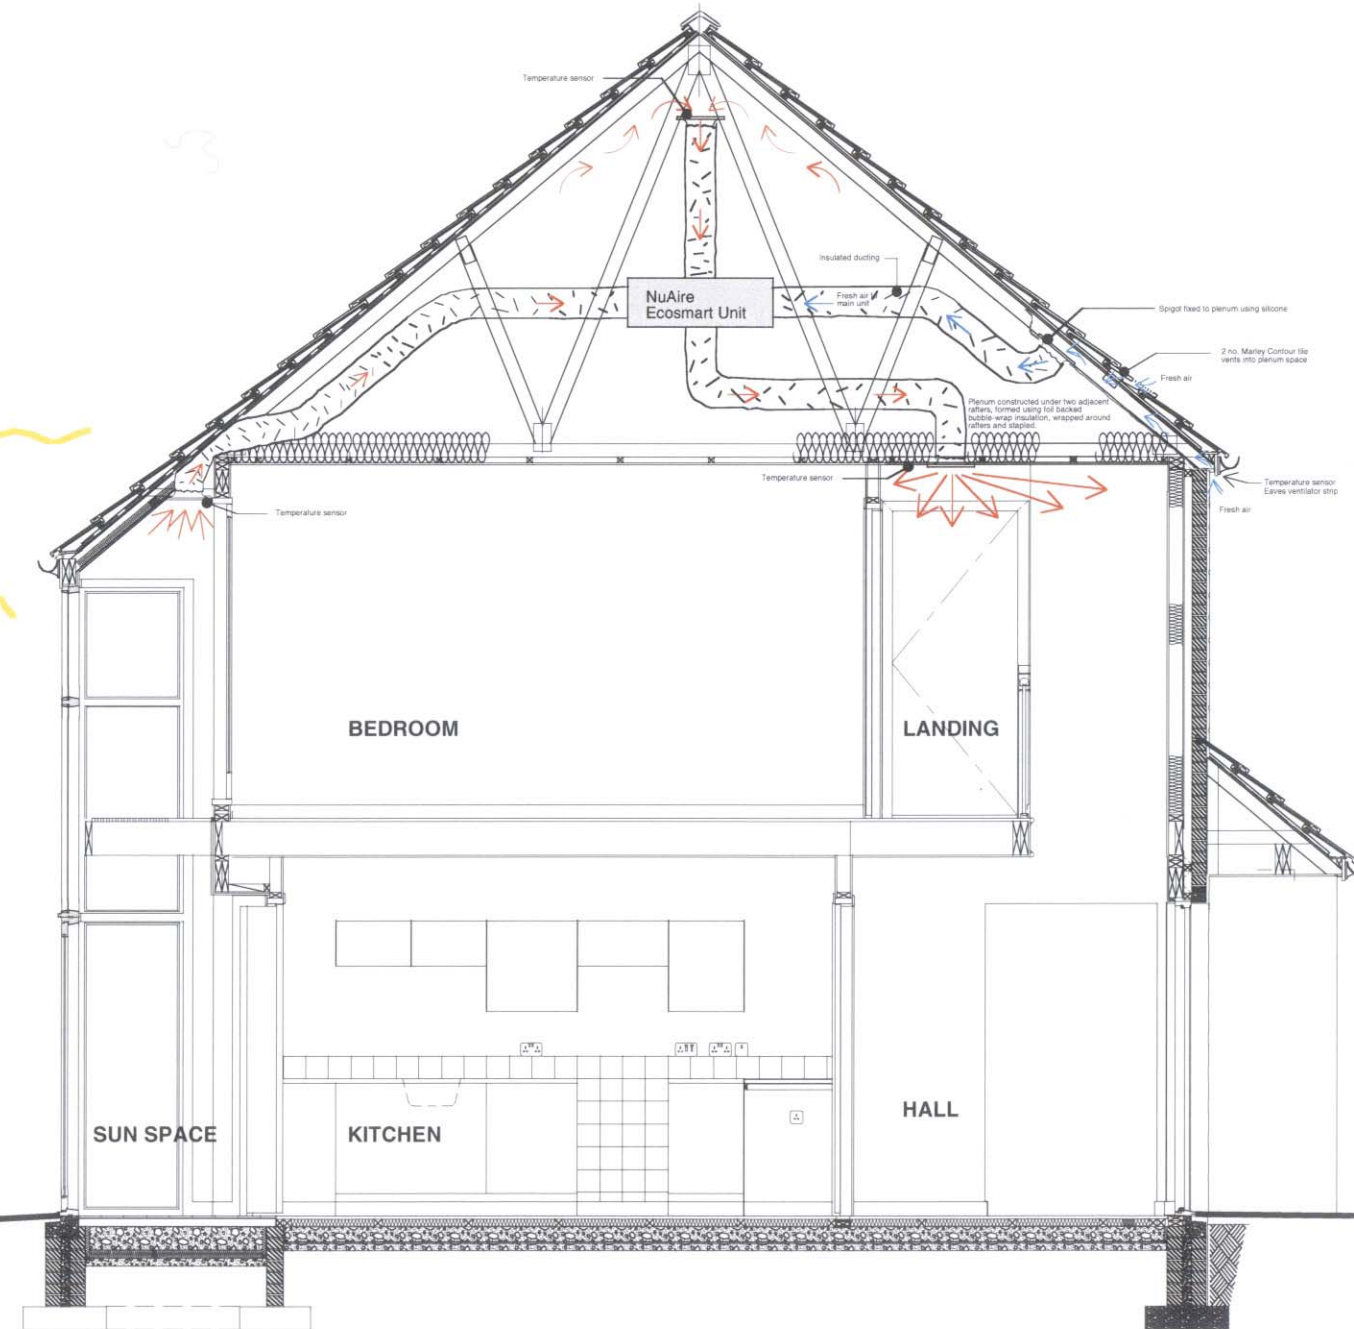 Temperature sensor
Insulated ducting
NuAire
Ecosmart Unit
Fresh air to
main unit
Spigot fixed to plenum using silicone
2 no. Marley Contour tile
vents into plenum space
Fresh air
Plenum constructed under two adjacent
rafters, formed using foil backed
bubble-wrap insulation, wrapped around
rafters and stapled.
Temperature sensor
Temperature sensor
Eaves ventilator strip
Temperature sensor
Fresh air
BEDROOM
LANDING
SUN SPACE
KITCHEN
HALL